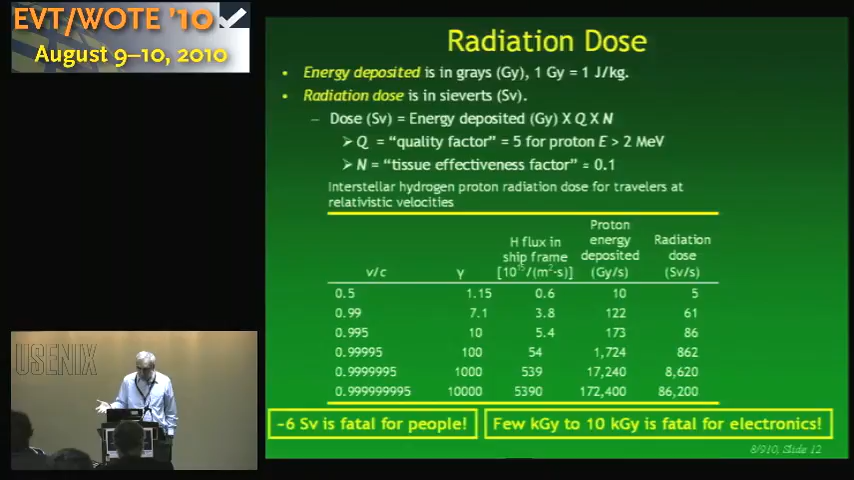 EVT/WOTE '10
August 9–10, 2010
Radiation Dose
• Energy deposited is in grays (Gy), 1 Gy = 1 J/kg.
• Radiation dose is in sieverts (Sv).
– Dose (Sv) = Energy deposited (Gy) X Q X N
➢ Q = “quality factor” = 5 for proton E > 2 MeV
➢ N = “tissue effectiveness factor” = 0.1
Interstellar hydrogen proton radiation dose for travelers at
relativistic velocities
v/c γ H flux in ship frame [10¹⁵/(m²·s)] Proton energy deposited (Gy/s) Radiation dose (Sv/s)
0.5 1.15 0.6 10 5
0.99 7.1 3.8 122 61
0.995 10 5.4 173 86
0.99995 100 54 1,724 862
0.9999995 1000 539 17,240 8,620
0.999999995 10000 5390 172,400 86,200
~6 Sv is fatal for people!
Few kGy to 10 kGy is fatal for electronics!
8/910, Slide 12
USENIX